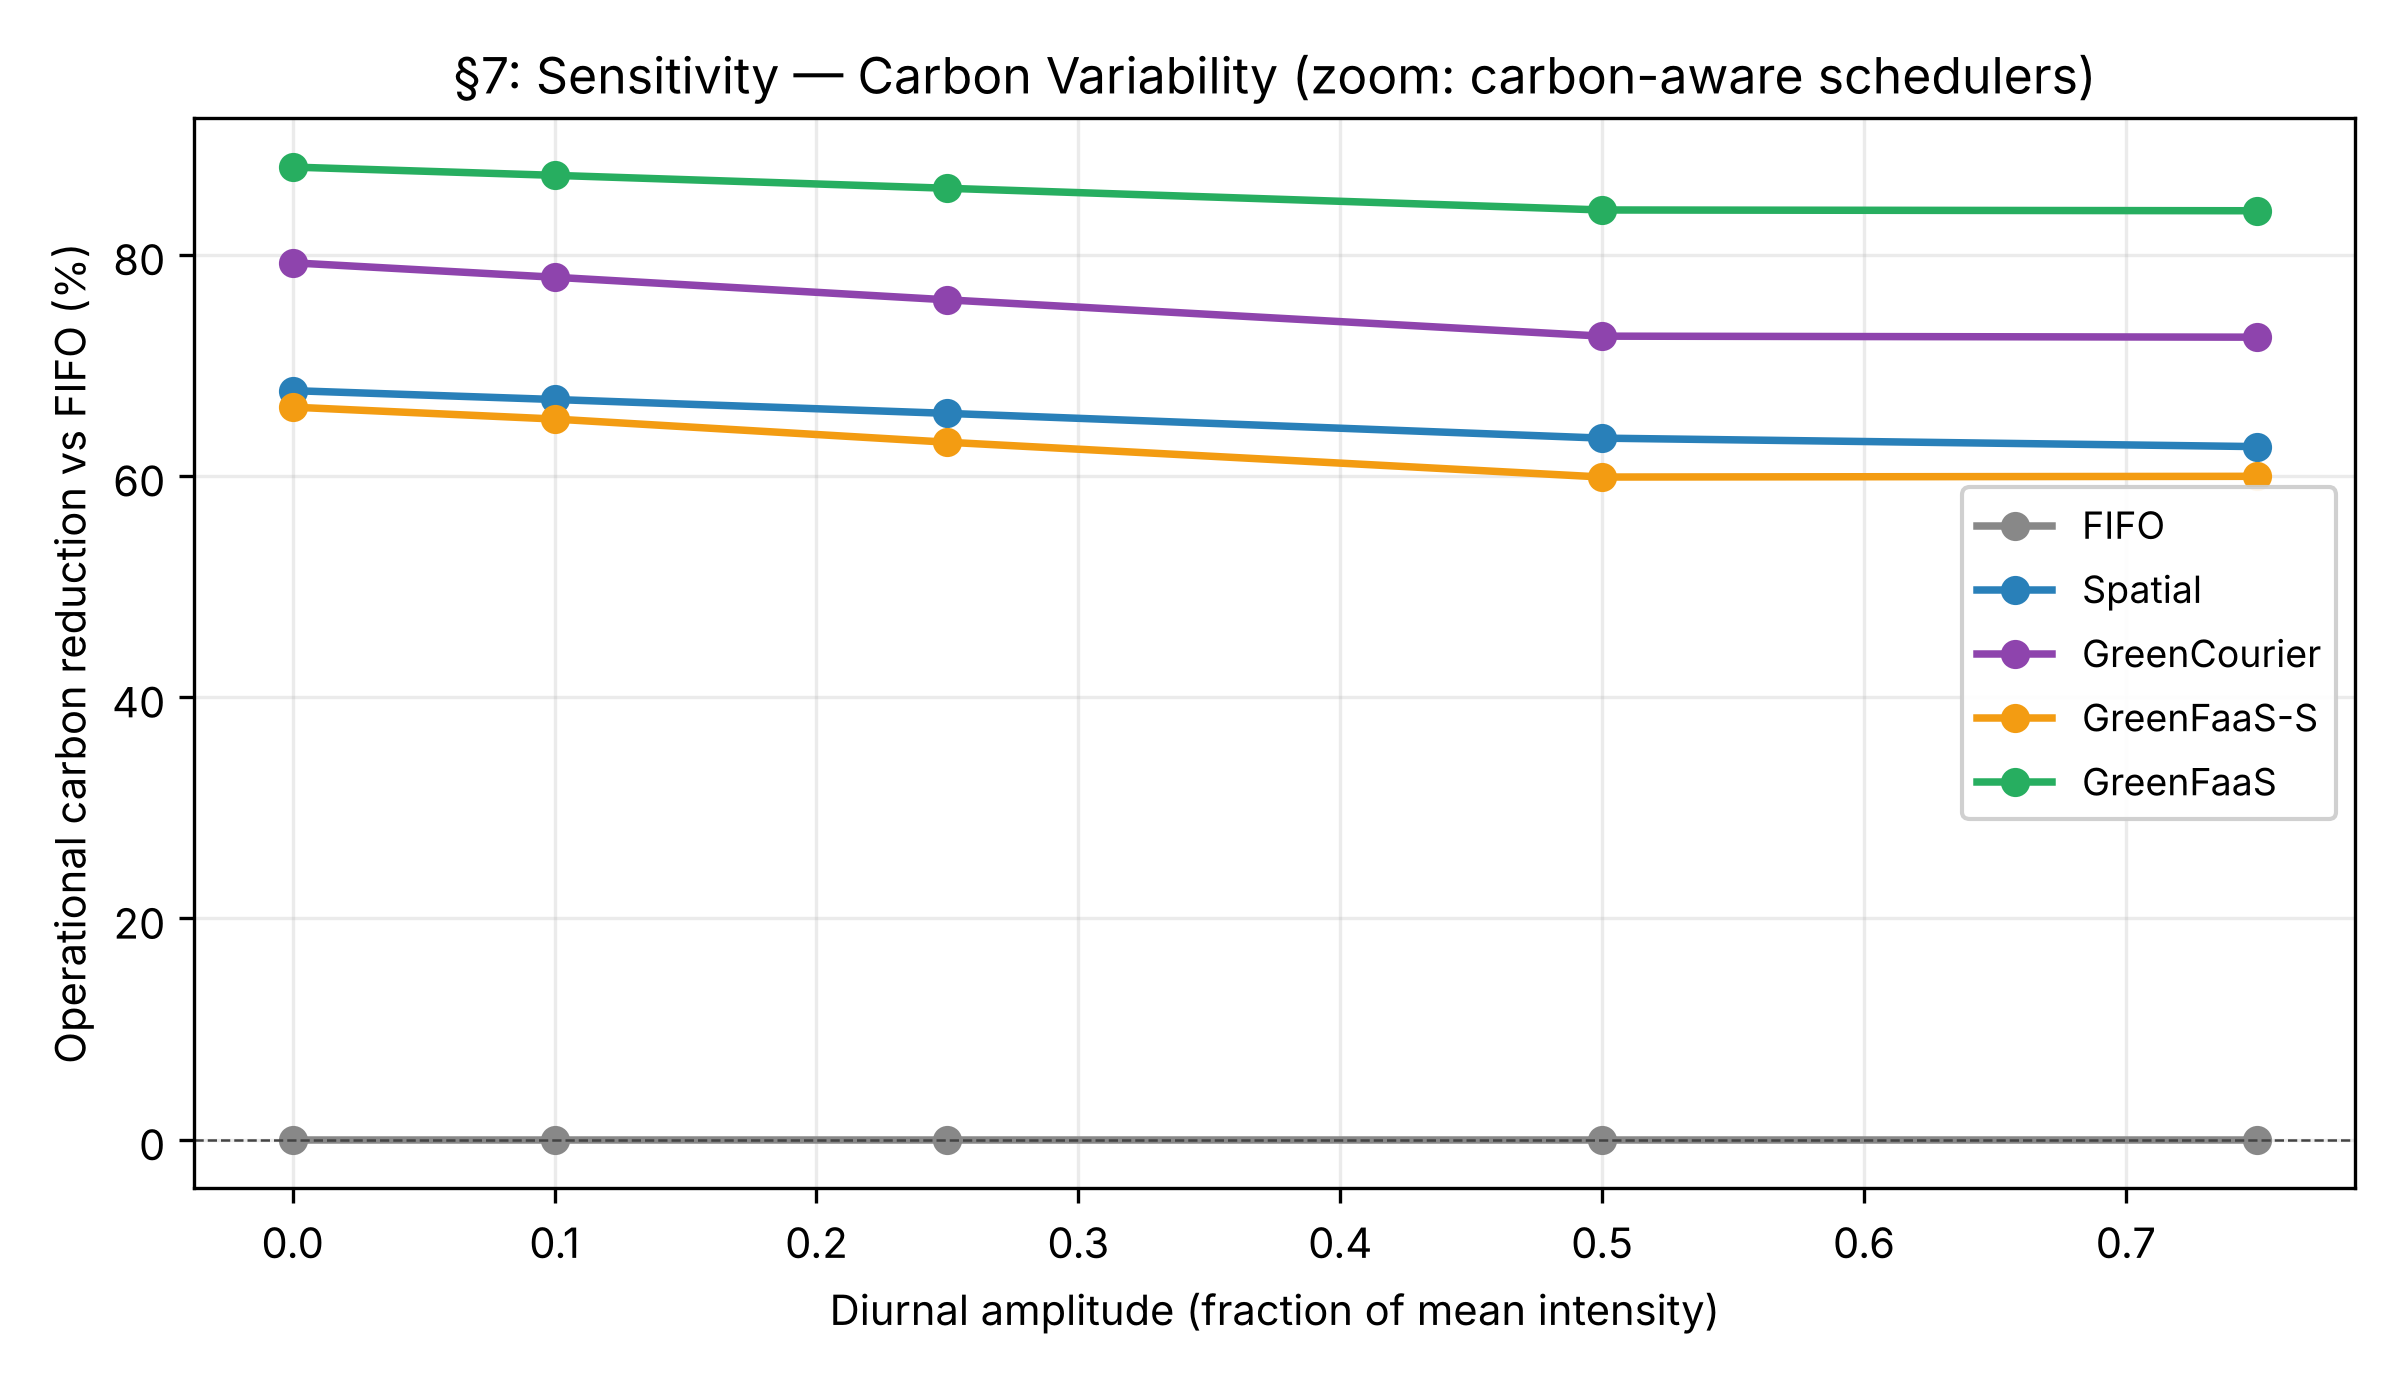 §7: Sensitivity — Carbon Variability (zoom: carbon-aware schedulers)
Operational carbon reduction vs FIFO (%)
80
60
40
20
0
FIFO
Spatial
GreenCourier
GreenFaaS-S
GreenFaaS
0.0 0.1 0.2 0.3 0.4 0.5 0.6 0.7
Diurnal amplitude (fraction of mean intensity)